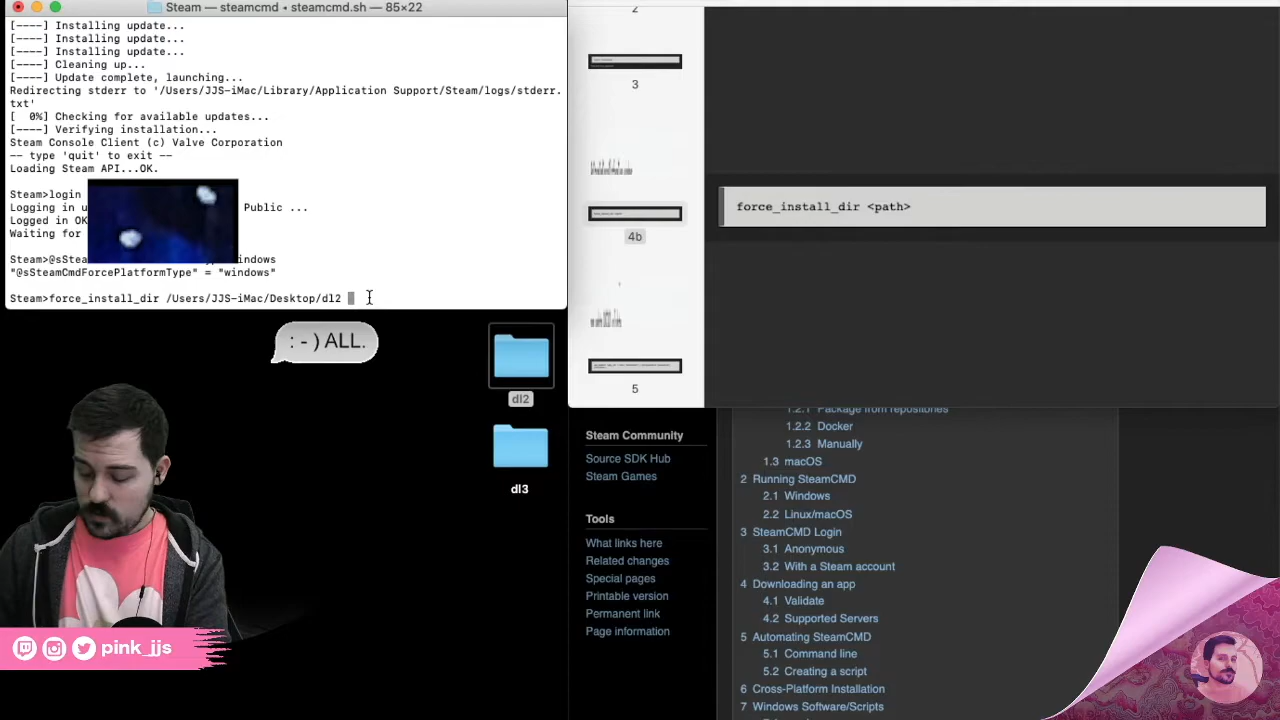 Steam — steamcmd • steamcmd.sh — 85×22
[----] Installing update...
[----] Installing update...
[----] Installing update...
[----] Cleaning up...
[----] Update complete, launching...
Redirecting stderr to '/Users/JJS-iMac/Library/Application Support/Steam/logs/stderr.
txt'
[  0%] Checking for available updates...
[----] Verifying installation...
Steam Console Client (c) Valve Corporation
-- type 'quit' to exit --
Loading Steam API...OK.
Steam>login
Logging in u Public ...
Logged in OK
Waiting for
Steam>@sStea indows
"@sSteamCmdForcePlatformType" = "windows"
Steam>force_install_dir /Users/JJS-iMac/Desktop/dl2
: - ) ALL.
dl2
dl3
pink_jjs
2
3
4b
5
force_install_dir <path>
Steam Community
Source SDK Hub
Steam Games
Tools
What links here
Related changes
Special pages
Printable version
Permanent link
Page information
1.2.1 Package from repositories
1.2.2 Docker
1.2.3 Manually
1.3 macOS
2 Running SteamCMD
2.1 Windows
2.2 Linux/macOS
3 SteamCMD Login
3.1 Anonymous
3.2 With a Steam account
4 Downloading an app
4.1 Validate
4.2 Supported Servers
5 Automating SteamCMD
5.1 Command line
5.2 Creating a script
6 Cross-Platform Installation
7 Windows Software/Scripts